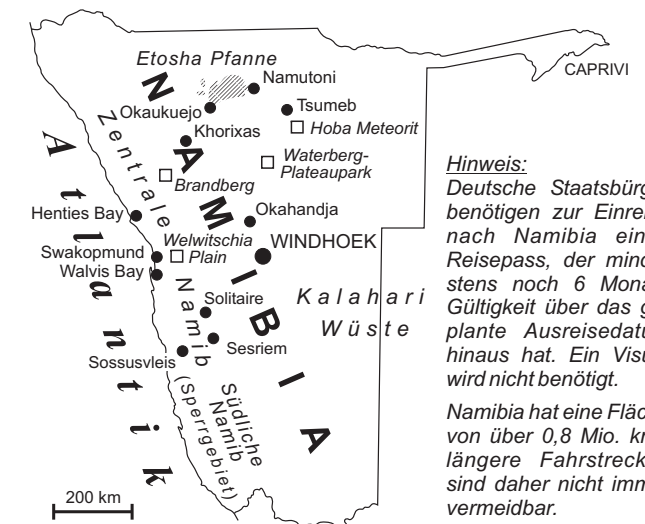 Etosha Pfanne
CAPRIVI
Namutoni
Okaukuejo
Tsumeb
Hoba Meteorit
Khorixas
Waterberg-
Plateaupark
Brandberg
Henties Bay
Okahandja
Welwitschia
Plain
Swakopmund
Walvis Bay
WINDHOEK
Solitaire
Kalahari
Wüste
Sesriem
Sossusvleis
Zentrale Namib
Südliche
Namib
(Sperrgebiet)
NAMIBIA
Atlantik
200 km
Hinweis:
Deutsche Staatsbürg
benötigen zur Einrei
nach Namibia ein
Reisepass, der mind
stens noch 6 Mona
Gültigkeit über das g
plante Ausreisedatu
hinaus hat. Ein Visu
wird nicht benötigt.
Namibia hat eine Fläc
von über 0,8 Mio. km
längere Fahrstreck
sind daher nicht imm
vermeidbar.